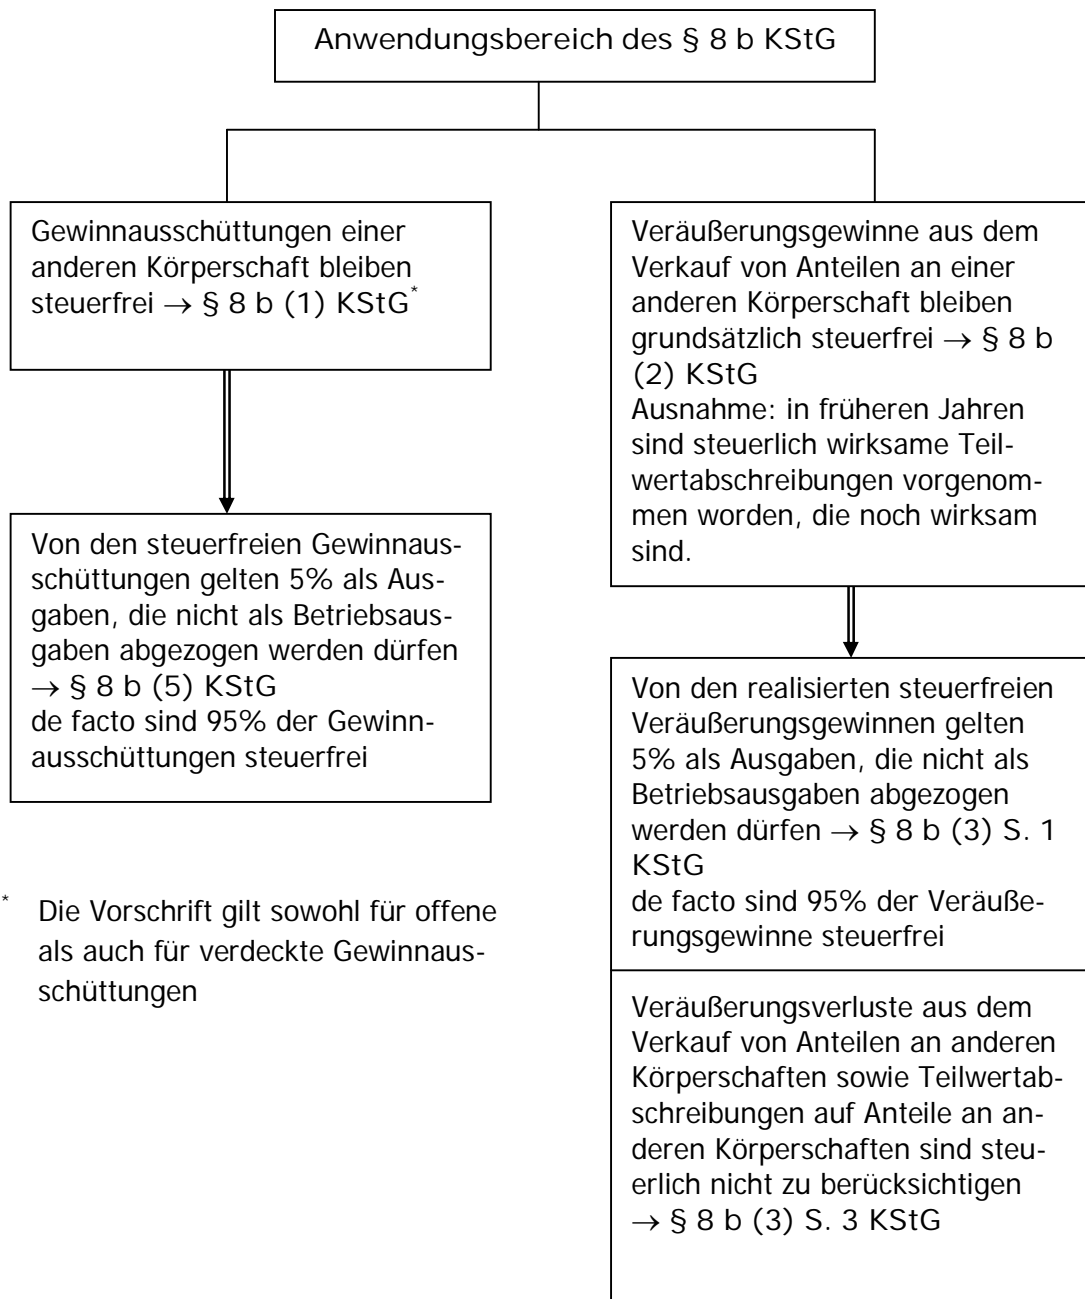 Anwendungsbereich des § 8 b KStG
Gewinnausschüttungen einer
anderen Körperschaft bleiben
steuerfrei → § 8 b (1) KStG*
Von den steuerfreien Gewinnaus-
schüttungen gelten 5% als Aus-
gaben, die nicht als Betriebsaus-
gaben abgezogen werden dürfen
→ § 8 b (5) KStG
de facto sind 95% der Gewinn-
ausschüttungen steuerfrei
* Die Vorschrift gilt sowohl für offene
als auch für verdeckte Gewinnaus-
schüttungen
Veräußerungsgewinne aus dem
Verkauf von Anteilen an einer
anderen Körperschaft bleiben
grundsätzlich steuerfrei → § 8 b
(2) KStG
Ausnahme: in früheren Jahren
sind steuerlich wirksame Teil-
wertabschreibungen vorgenom-
men worden, die noch wirksam
sind.
Von den realisierten steuerfreien
Veräußerungsgewinnen gelten
5% als Ausgaben, die nicht als
Betriebsausgaben abgezogen
werden dürfen → § 8 b (3) S. 1
KStG
de facto sind 95% der Veräuße-
rungsgewinne steuerfrei
Veräußerungsverluste aus dem
Verkauf von Anteilen an anderen
Körperschaften sowie Teilwertab-
schreibungen auf Anteile an an-
deren Körperschaften sind steu-
erlich nicht zu berücksichtigen
→ § 8 b (3) S. 3 KStG